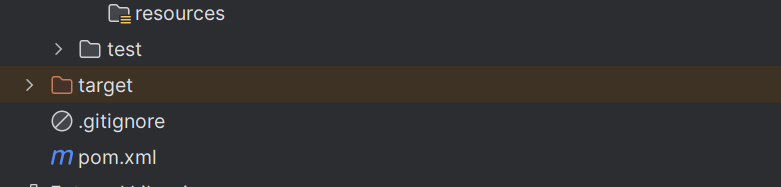 resources
test
target
.gitignore
pom.xml